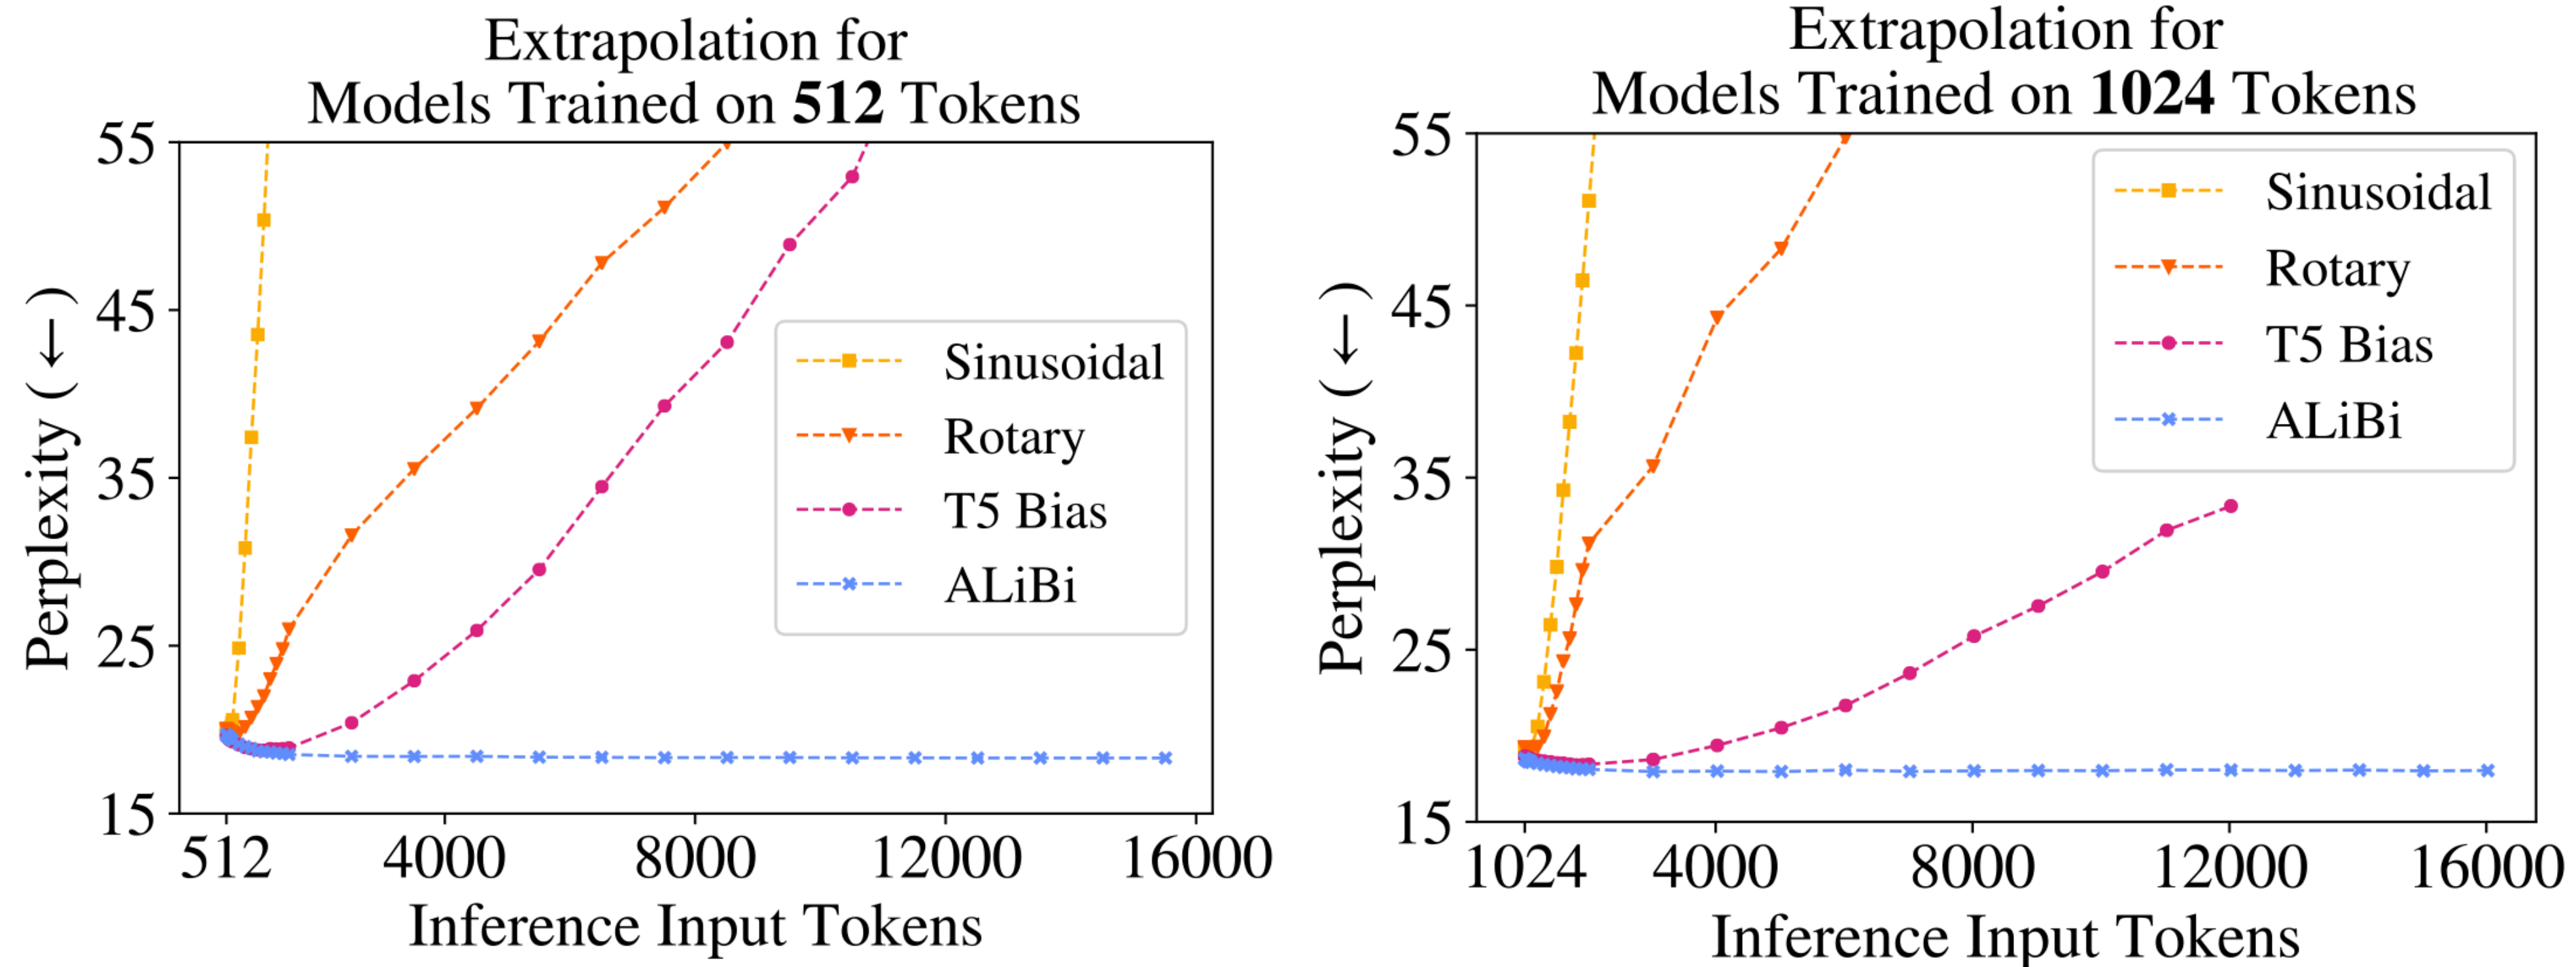 Extrapolation for
Models Trained on 512 Tokens
Perplexity (←)
55
45
35
25
15
Sinusoidal
Rotary
T5 Bias
ALiBi
512 4000 8000 12000 16000
Inference Input Tokens
Extrapolation for
Models Trained on 1024 Tokens
Perplexity (←)
55
45
35
25
15
Sinusoidal
Rotary
T5 Bias
ALiBi
1024 4000 8000 12000 16000
Inference Input Tokens